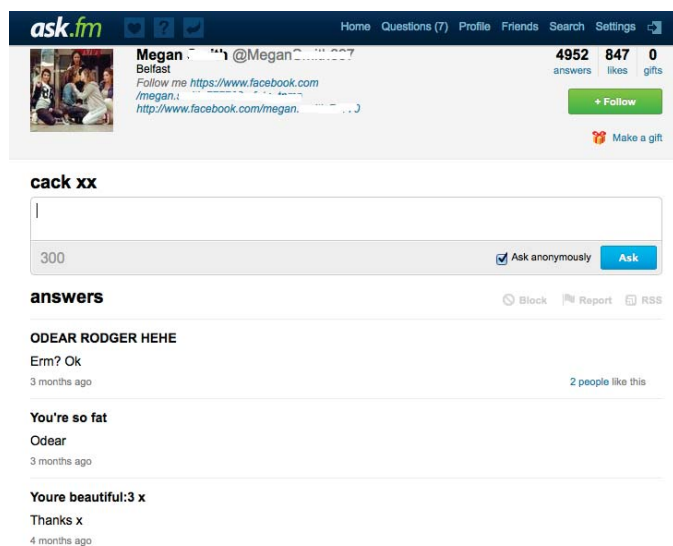 ask.fm Home Questions (7) Profile Friends Search Settings
Megan @Megan
4952 847 0
answers likes gifts
Belfast
Follow me https://www.facebook.com
/megan.
http://www.facebook.com/megan.
+ Follow
Make a gift
cack xx
300 Ask anonymously Ask
answers Block Report RSS
ODEAR RODGER HEHE
Erm? Ok
3 months ago 2 people like this
You're so fat
Odear
3 months ago
Youre beautiful:3 x
Thanks x
4 months ago